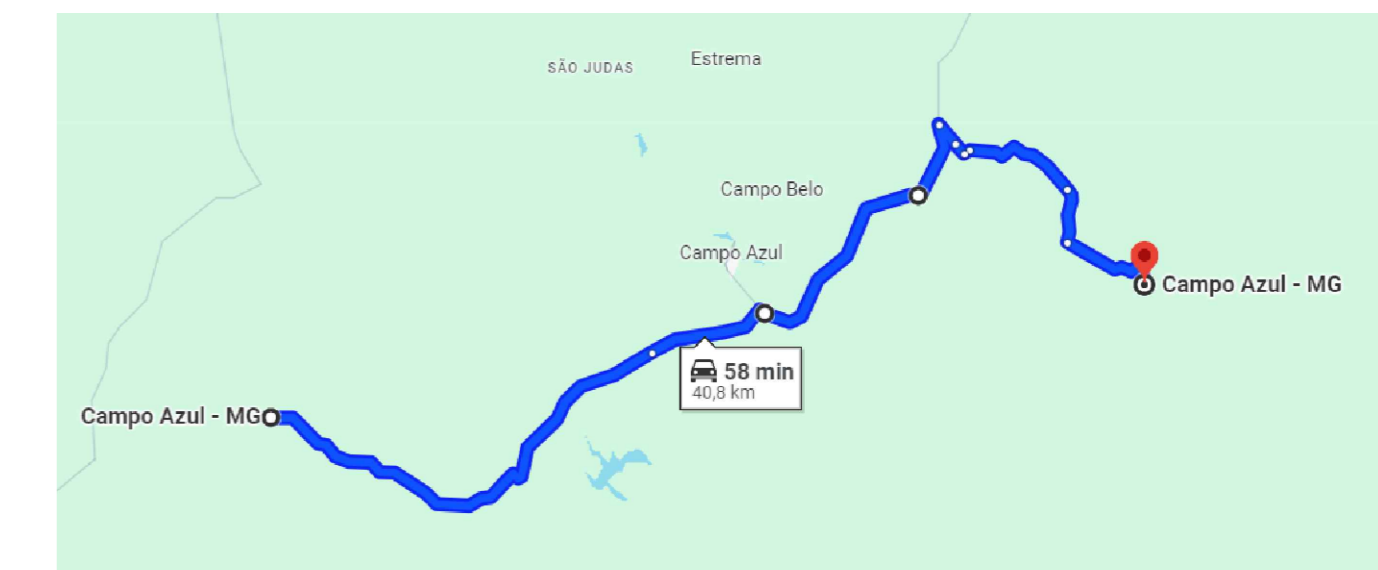 Estrema
SÃO JUDAS
Campo Belo
Campo Azul
Campo Azul - MG
58 min
40,8 km
Campo Azul - MG